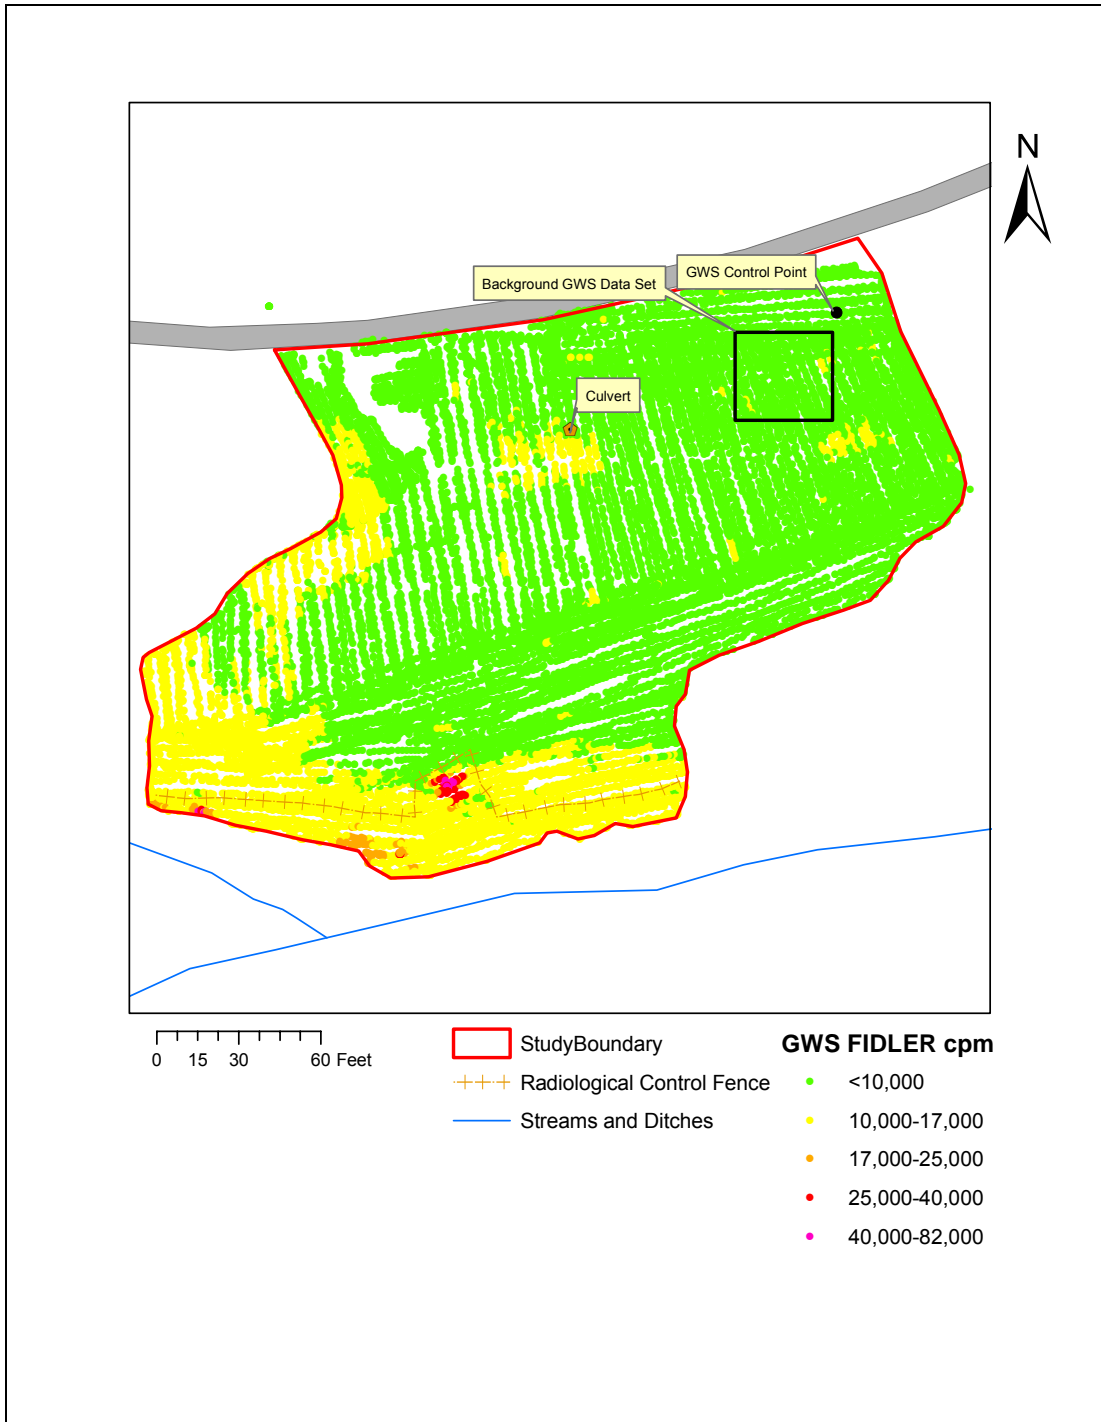 N
GWS Control Point
Background GWS Data Set
Culvert
0 15 30 60 Feet
StudyBoundary
Radiological Control Fence
Streams and Ditches
GWS FIDLER cpm
<10,000
10,000-17,000
17,000-25,000
25,000-40,000
40,000-82,000